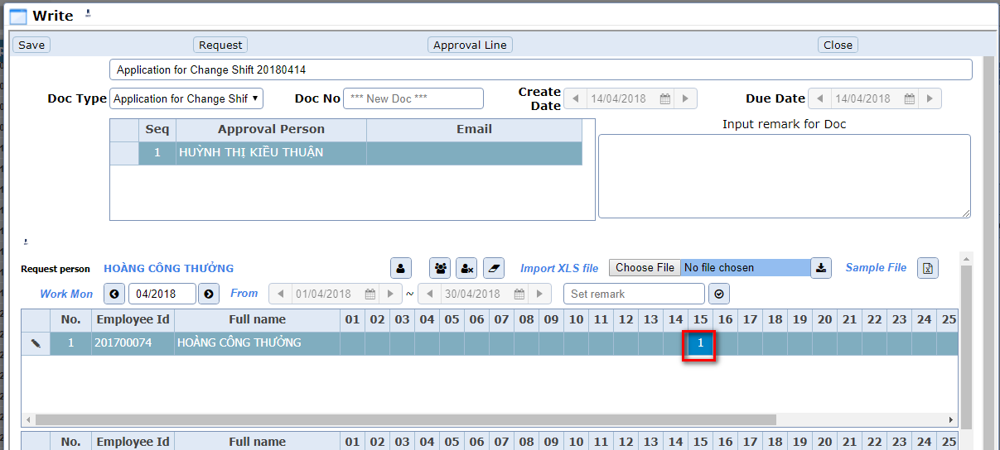 Write
Save Request Approval Line Close
Application for Change Shift 20180414
Doc Type Application for Change Shif Doc No *** New Doc *** Create Date 14/04/2018 Due Date 14/04/2018
Seq Approval Person Email
1 HUỲNH THỊ KIỀU THUẬN
Input remark for Doc
Request person HOÀNG CÔNG THƯỞNG Import XLS file Choose File No file chosen Sample File
Work Mon 04/2018 From 01/04/2018 ~ 30/04/2018 Set remark
No. Employee Id Full name 01 02 03 04 05 06 07 08 09 10 11 12 13 14 15 16 17 18 19 20 21 22 23 24 25
1 201700074 HOÀNG CÔNG THƯỞNG 1
No. Employee Id Full name 01 02 03 04 05 06 07 08 09 10 11 12 13 14 15 16 17 18 19 20 21 22 23 24 25